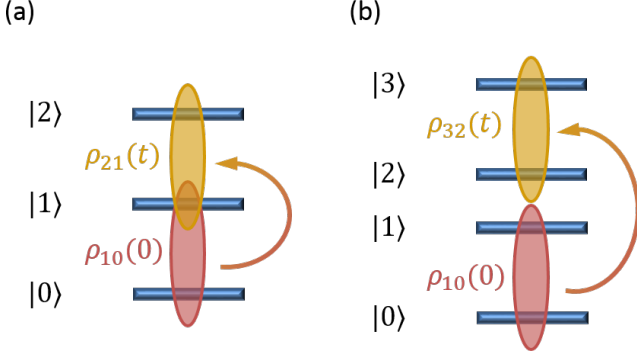 (a)
|2⟩
ρ₂₁(t)
|1⟩
ρ₁₀(0)
|0⟩
(b)
|3⟩
ρ₃₂(t)
|2⟩
|1⟩
ρ₁₀(0)
|0⟩